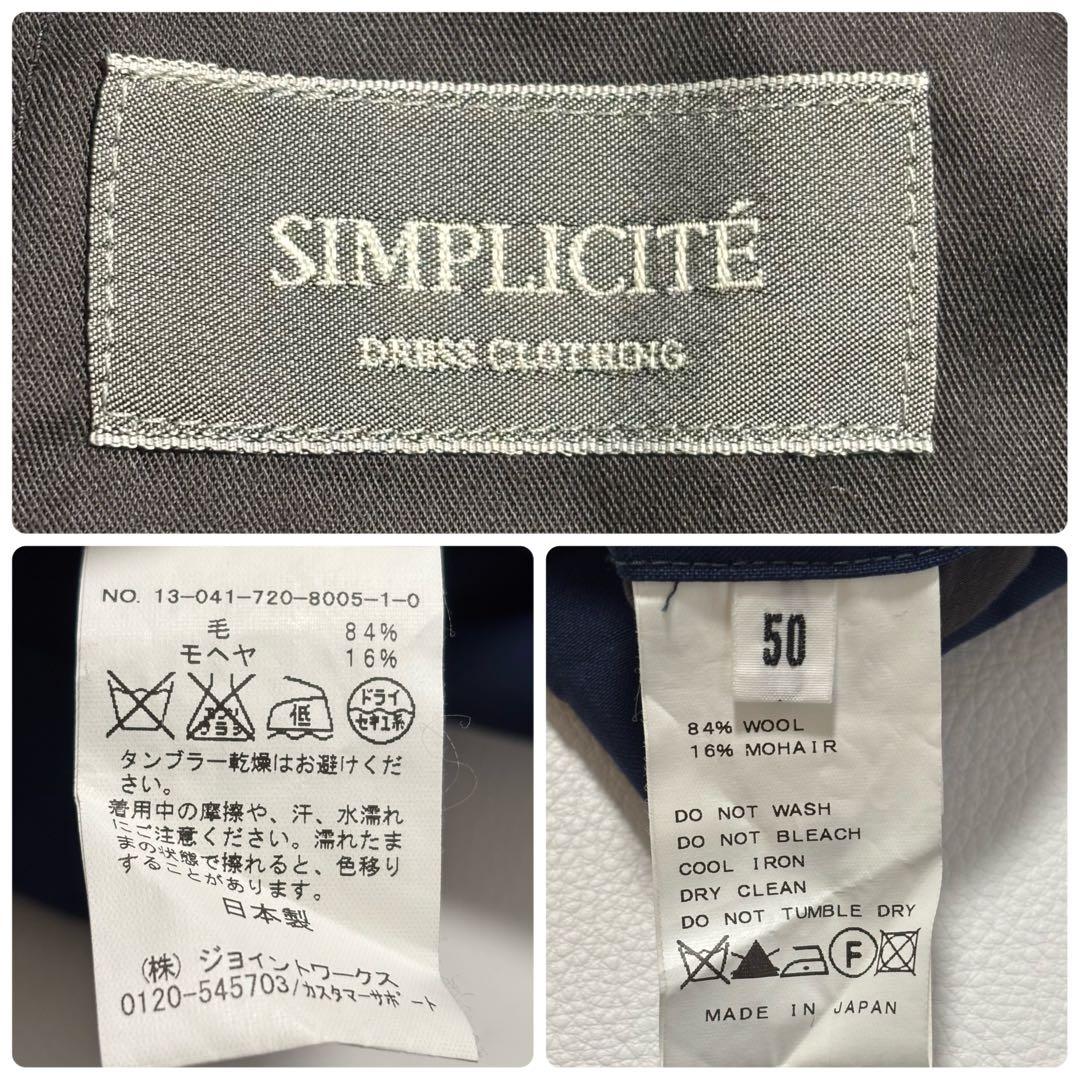 SIMPLICITÉ
DRESS CLOTHING
NO. 13-041-720-8005-1-0
毛 84%
モヘヤ 16%
エンソ
サラシ
低
ドライ
セキユ系
タンブラー乾燥はお避けくだ
さい。
着用中の摩擦や、汗、水濡れ
にご注意ください。濡れたま
まの状態で擦れると、色移り
することがあります。
日本製
(株) ジョイントワークス
0120-545703/カスタマーサポート
50
84% WOOL
16% MOHAIR
DO NOT WASH
DO NOT BLEACH
COOL IRON
DRY CLEAN
DO NOT TUMBLE DRY
F
MADE IN JAPAN